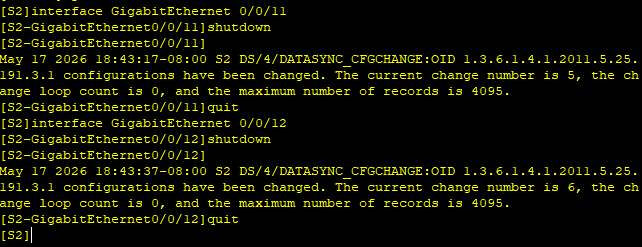 [S2]interface GigabitEthernet 0/0/11
[S2-GigabitEthernet0/0/11]shutdown
[S2-GigabitEthernet0/0/11]
May 17 2026 18:43:17-08:00 S2 DS/4/DATASYNC_CFGCHANGE:OID 1.3.6.1.4.1.2011.5.25.
191.3.1 configurations have been changed. The current change number is 5, the ch
ange loop count is 0, and the maximum number of records is 4095.
[S2-GigabitEthernet0/0/11]quit
[S2]interface GigabitEthernet 0/0/12
[S2-GigabitEthernet0/0/12]shutdown
[S2-GigabitEthernet0/0/12]
May 17 2026 18:43:37-08:00 S2 DS/4/DATASYNC_CFGCHANGE:OID 1.3.6.1.4.1.2011.5.25.
191.3.1 configurations have been changed. The current change number is 6, the ch
ange loop count is 0, and the maximum number of records is 4095.
[S2-GigabitEthernet0/0/12]quit
[S2]